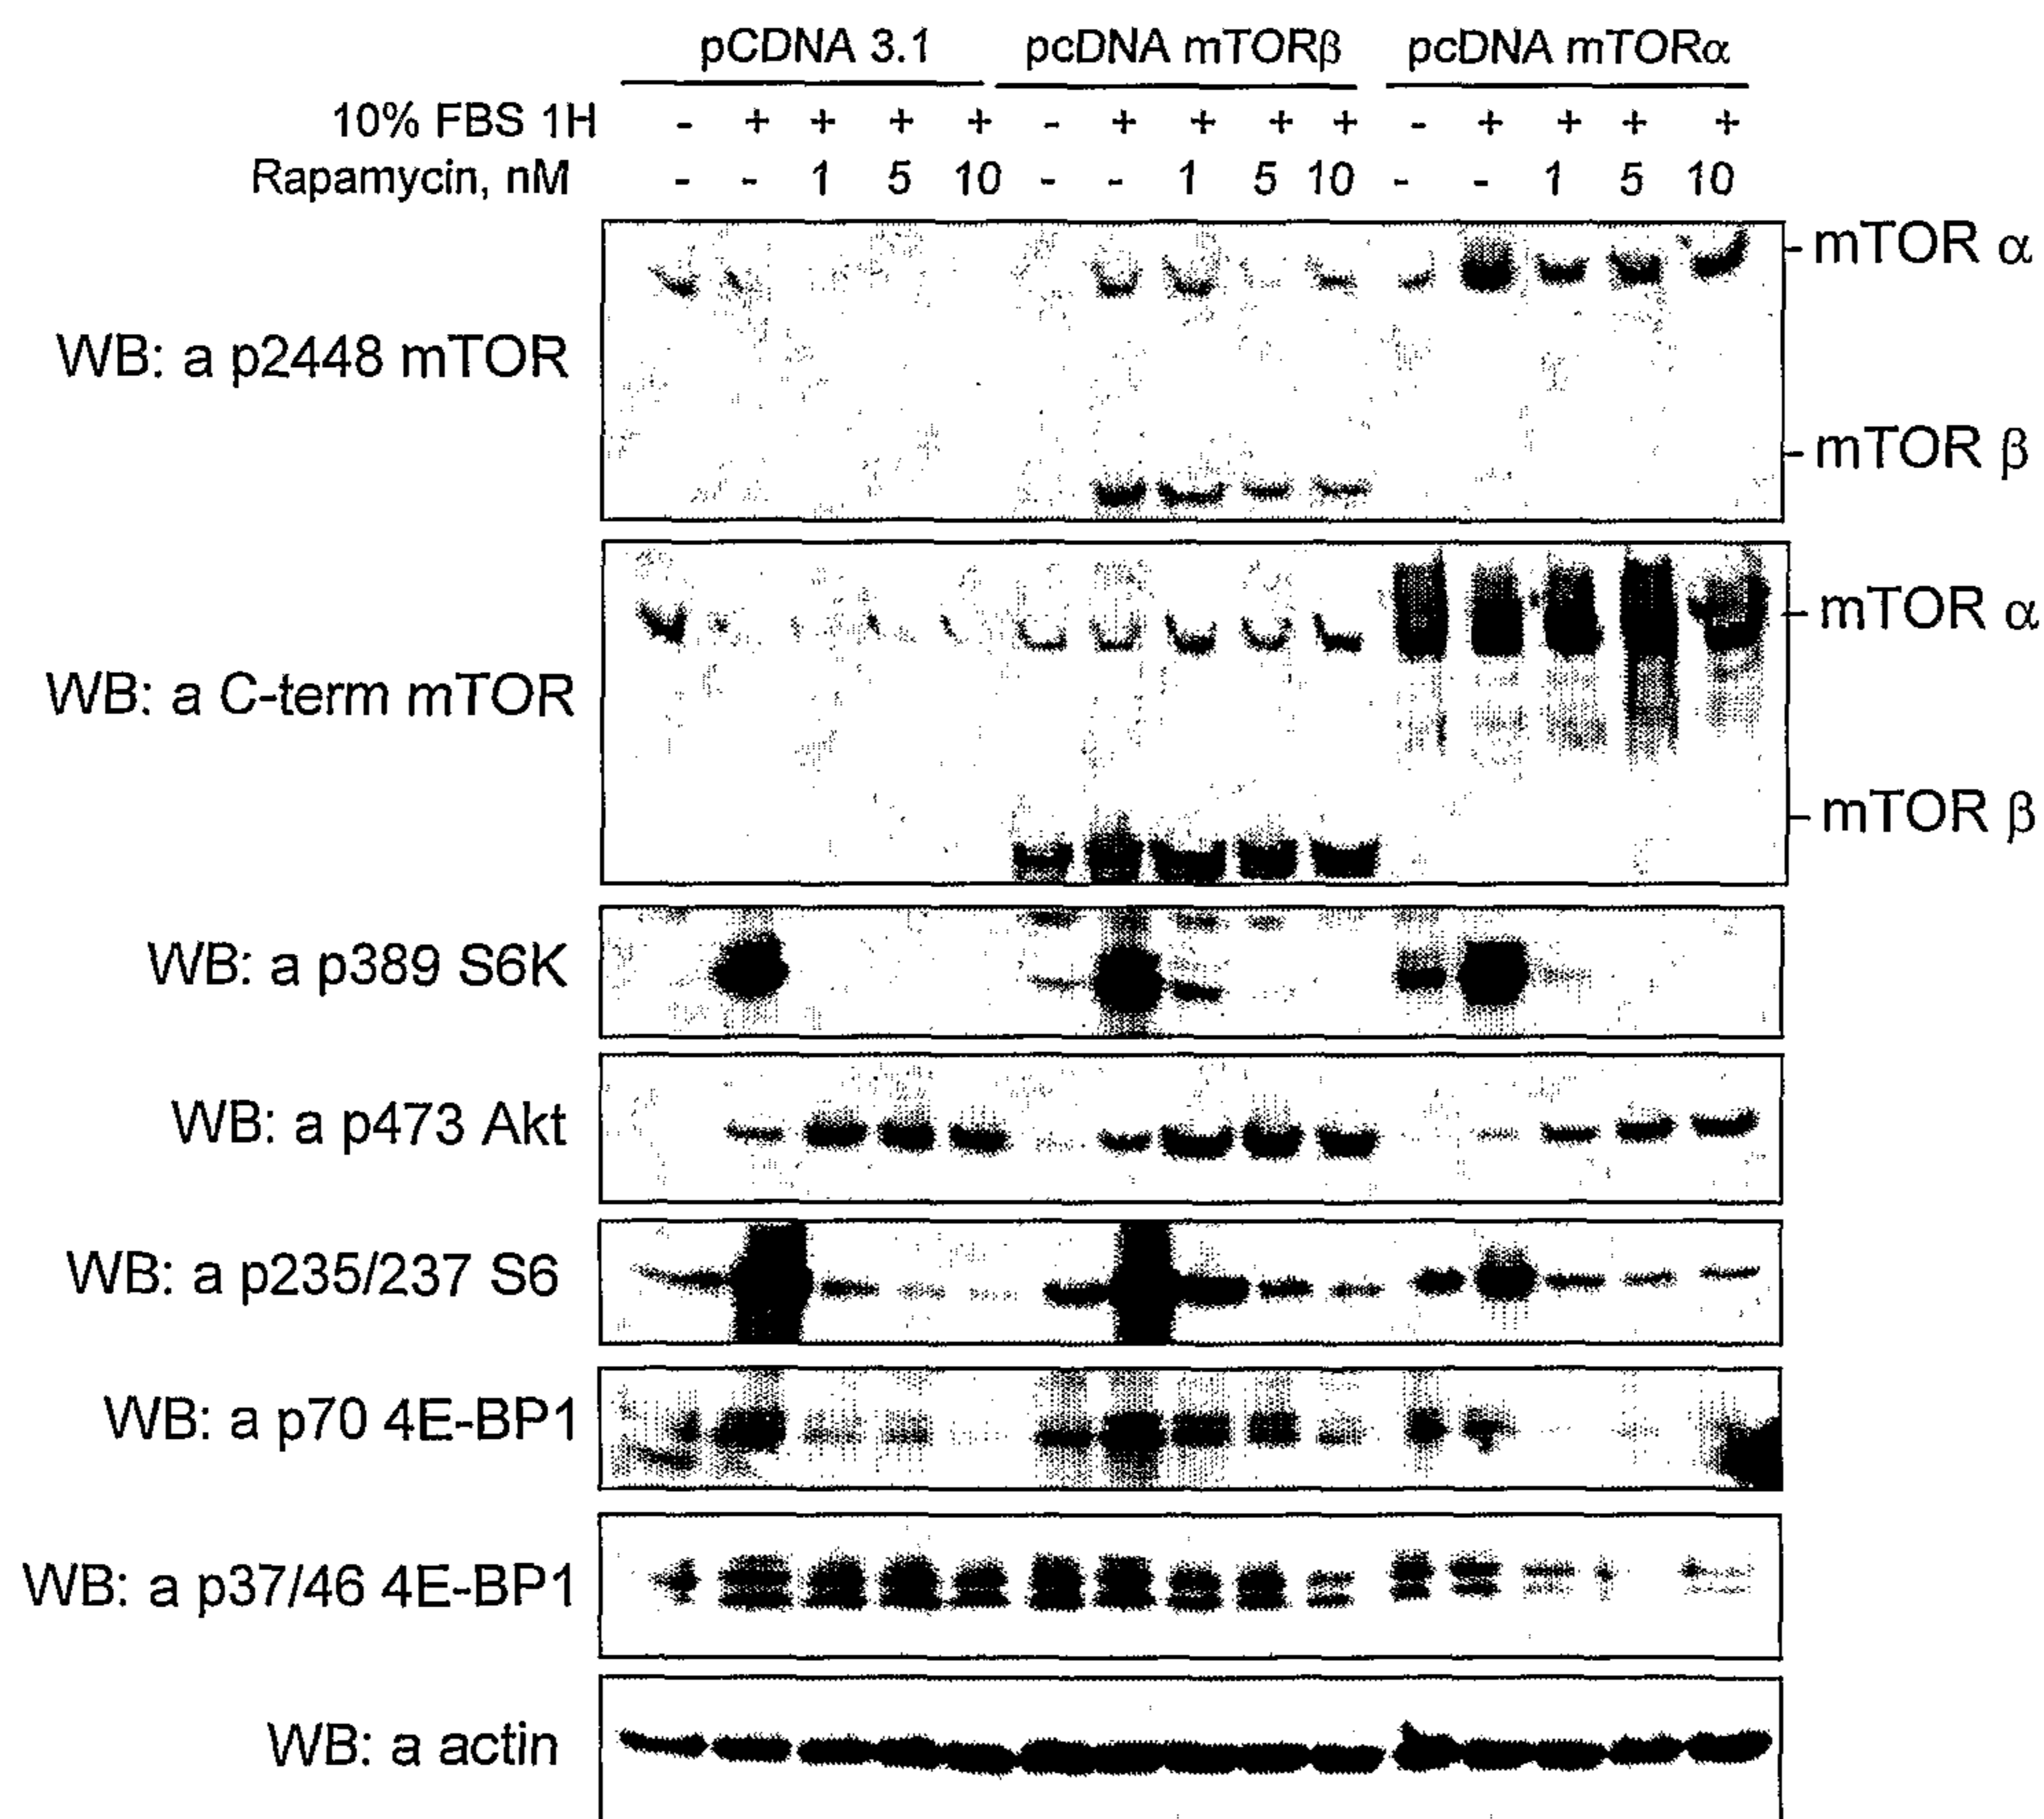 pCDNA 3.1 pcDNA mTORβ pcDNA mTORα
10% FBS 1H - + + + + - + + + + - + + + +
Rapamycin, nM - - 1 5 10 - - 1 5 10 - - 1 5 10
mTOR α
WB: a p2448 mTOR
mTOR β
mTOR α
WB: a C-term mTOR
mTOR β
WB: a p389 S6K
WB: a p473 Akt
WB: a p235/237 S6
WB: a p70 4E-BP1
WB: a p37/46 4E-BP1
WB: a actin